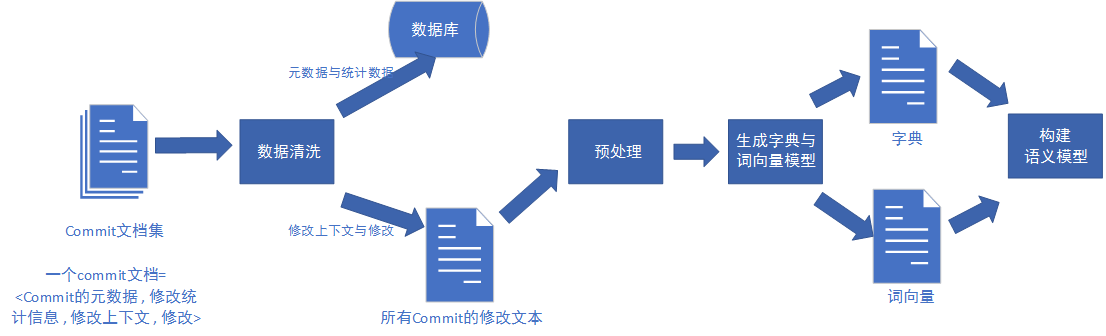 数据库
元数据与统计数据
数据清洗
预处理
生成字典与
词向量模型
字典
构建
语义模型
Commit文档集
修改上下文与修改
一个commit文档=
<Commit的元数据 , 修改统
计信息 , 修改上下文 , 修改>
所有Commit的修改文本
词向量